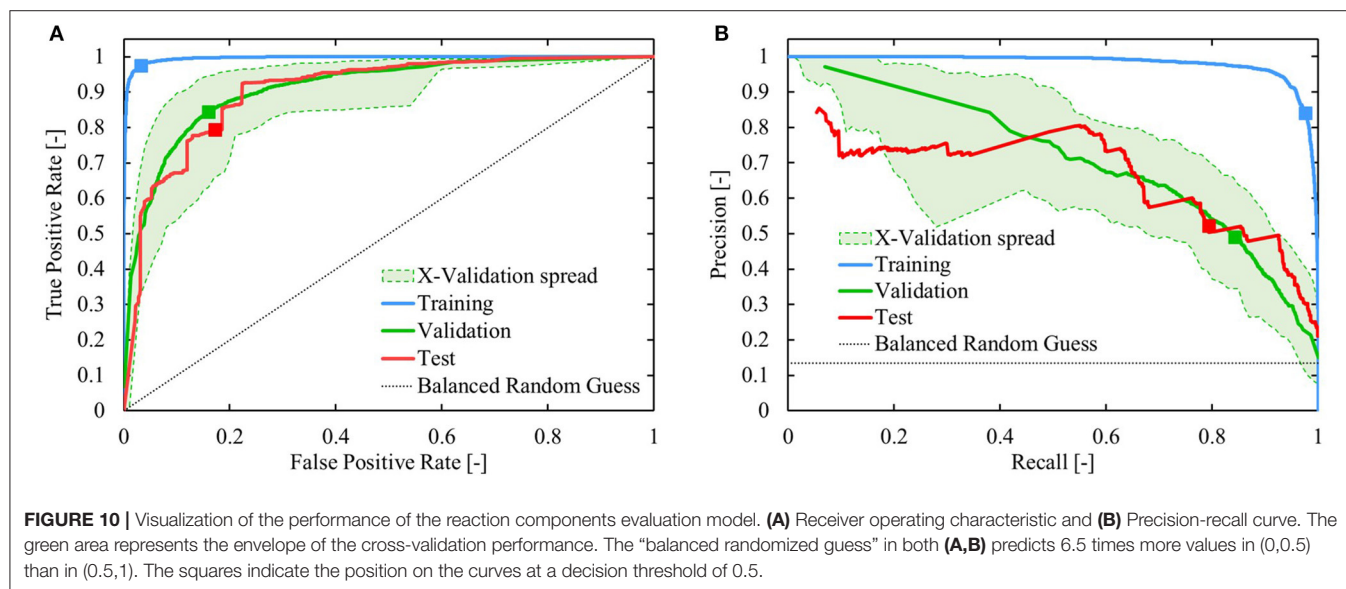 A
True Positive Rate [-]
1
0.9
0.8
0.7
0.6
0.5
0.4
0.3
0.2
0.1
0
X-Validation spread
Training
Validation
Test
Balanced Random Guess
0 0.2 0.4 0.6 0.8 1
False Positive Rate [-]
B
Precision [-]
1
0.9
0.8
0.7
0.6
0.5
0.4
0.3
0.2
0.1
0
X-Validation spread
Training
Validation
Test
Balanced Random Guess
0 0.2 0.4 0.6 0.8 1
Recall [-]
FIGURE 10 | Visualization of the performance of the reaction components evaluation model. (A) Receiver operating characteristic and (B) Precision-recall curve. The
green area represents the envelope of the cross-validation performance. The “balanced randomized guess” in both (A,B) predicts 6.5 times more values in (0,0.5)
than in (0.5,1). The squares indicate the position on the curves at a decision threshold of 0.5.